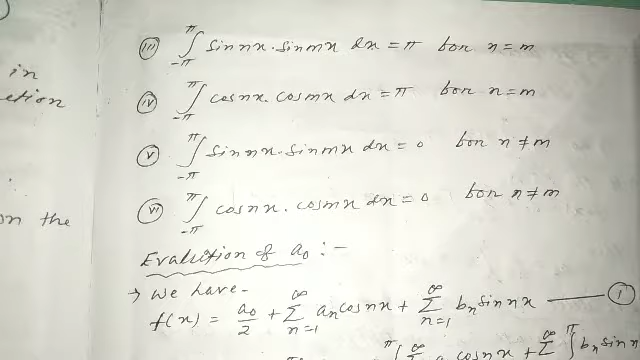 in
etion
on the
(iii) ∫_{-π}^{π} sin nx · sin mx dx = π for n = m
(iv) ∫_{-π}^{π} cos nx. cos mx dx = π for n = m
(v) ∫_{-π}^{π} sin nx. sin mx dx = 0 for n ≠ m
(vi) ∫_{-π}^{π} cos nx. cos mx dx = 0 for n ≠ m
Evalution of a₀ :-
→ We have-
f(x) = a₀/2 + Σ_{n=1}^{∞} aₙ cos nx + Σ_{n=1}^{∞} bₙ sin nx —— (1)